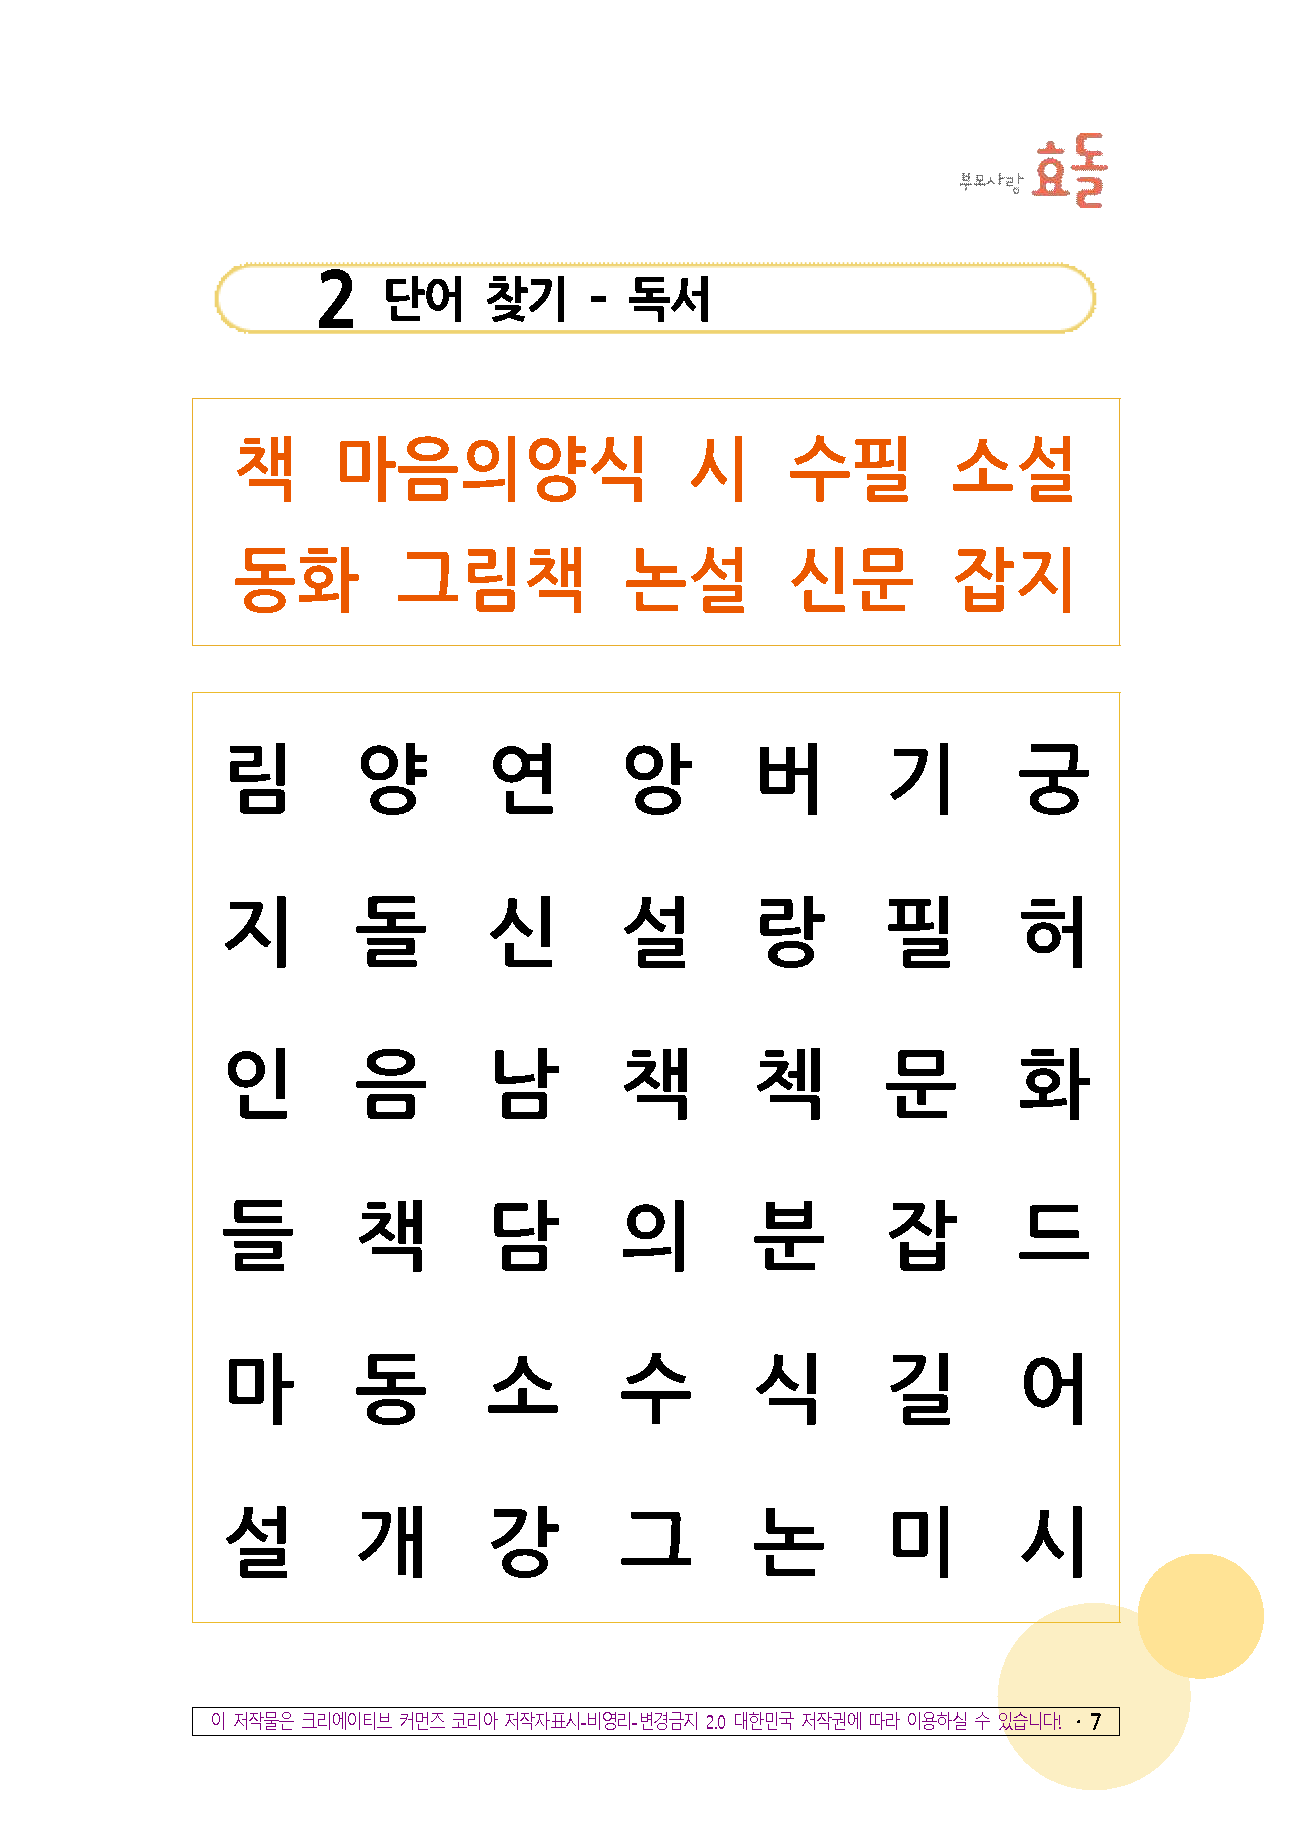 부모사랑 효돌
2 단어 찾기 - 독서
책 마음의양식 시 수필 소설
동화 그림책 논설 신문 잡지
림 양 연 앙 버 기 궁
지 돌 신 설 랑 필 허
인 음 남 책 첵 문 화
들 책 담 의 분 잡 드
마 동 소 수 식 길 어
설 개 강 그 논 미 시
이 저작물은 크리에이티브 커먼즈 코리아 저작자표시-비영리-변경금지 2.0 대한민국 저작권에 따라 이용하실 수 있습니다! · 7